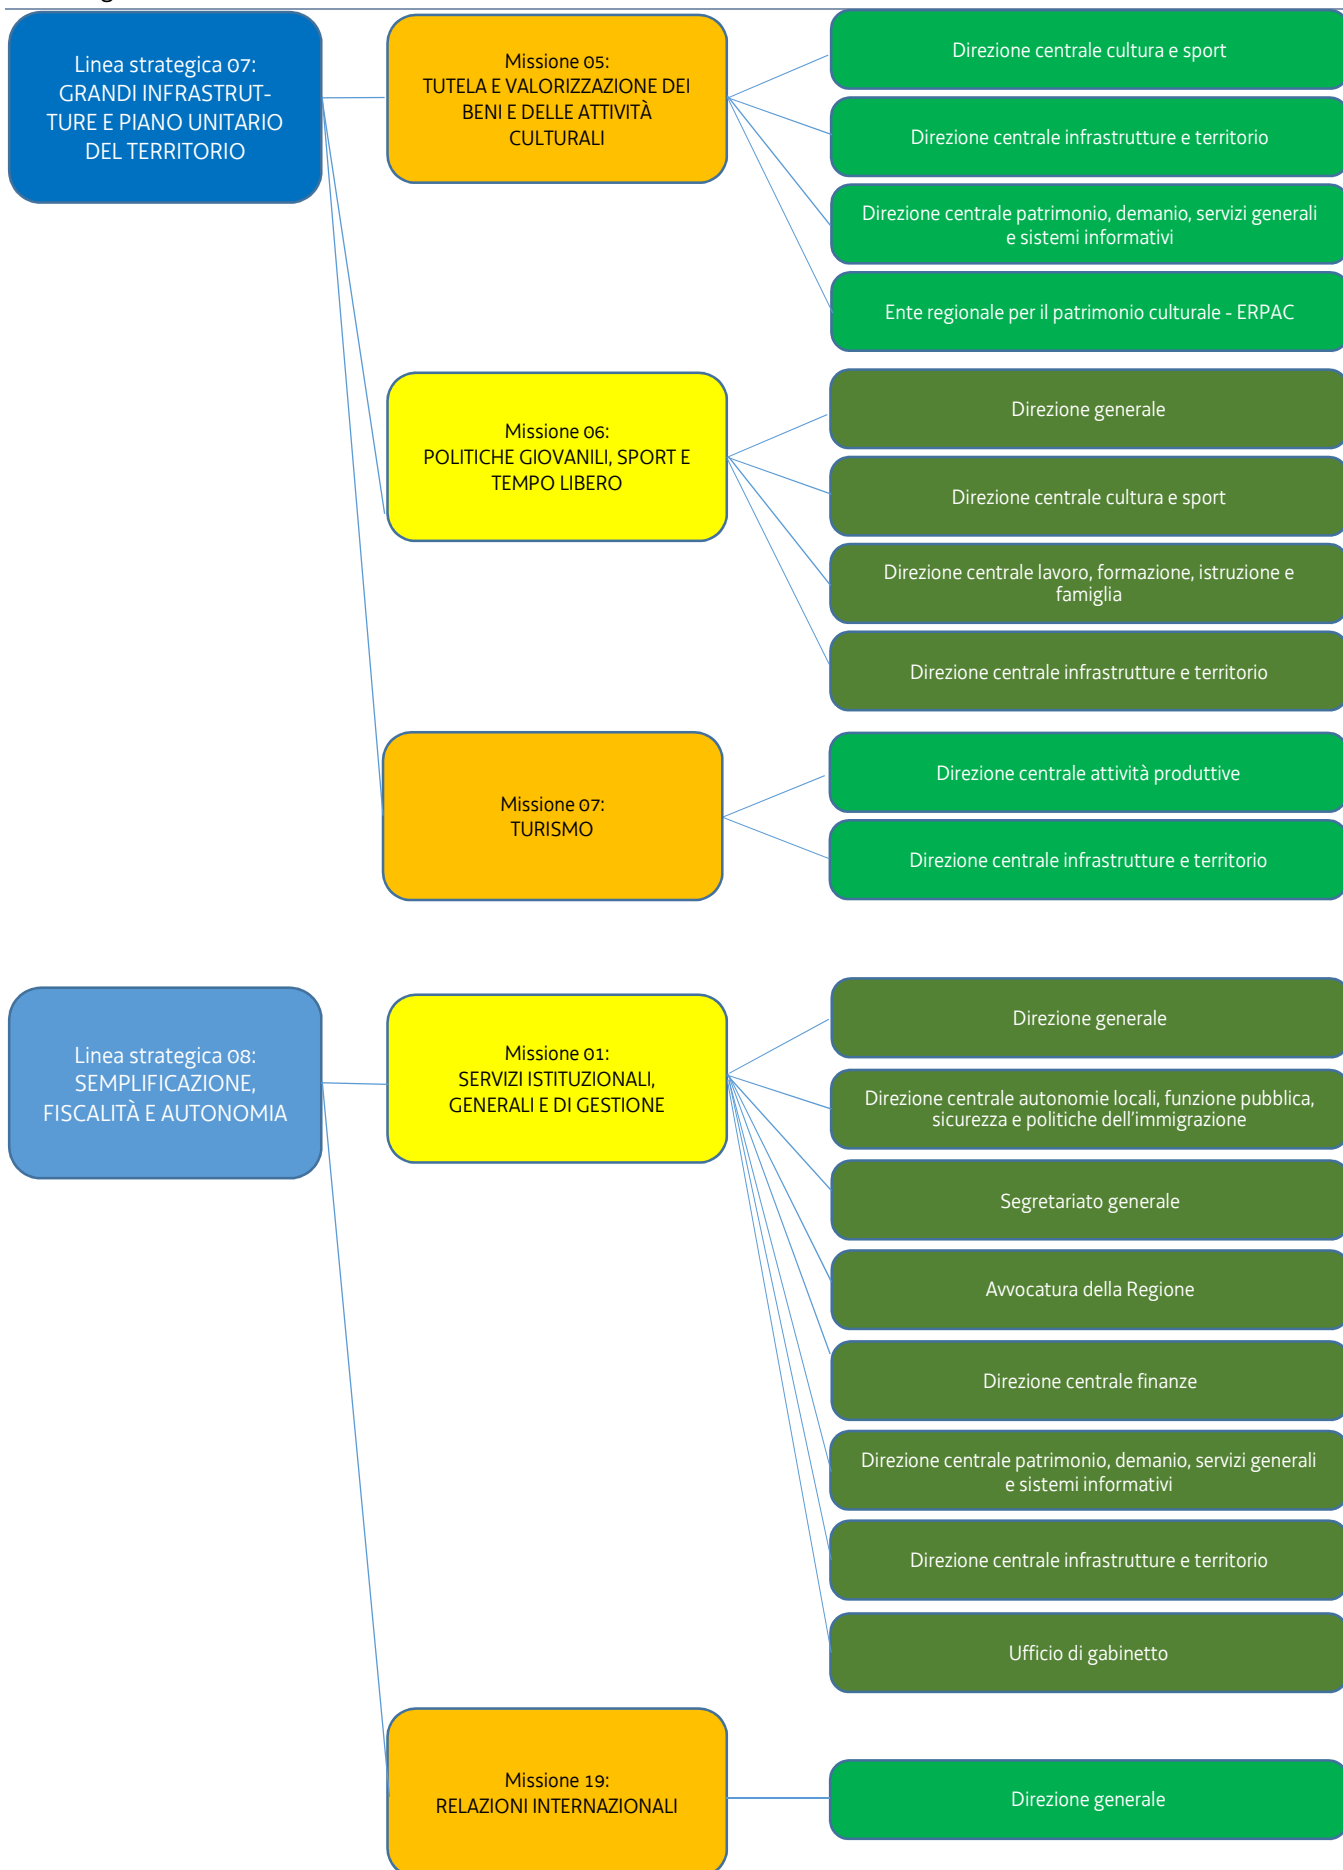 Linea strategica 07:
GRANDI INFRASTRUT-
TURE E PIANO UNITARIO
DEL TERRITORIO
Missione 05:
TUTELA E VALORIZZAZIONE DEI
BENI E DELLE ATTIVITÀ
CULTURALI
Direzione centrale cultura e sport
Direzione centrale infrastrutture e territorio
Direzione centrale patrimonio, demanio, servizi generali
e sistemi informativi
Ente regionale per il patrimonio culturale - ERPAC
Missione 06:
POLITICHE GIOVANILI, SPORT E
TEMPO LIBERO
Direzione generale
Direzione centrale cultura e sport
Direzione centrale lavoro, formazione, istruzione e
famiglia
Direzione centrale infrastrutture e territorio
Missione 07:
TURISMO
Direzione centrale attività produttive
Direzione centrale infrastrutture e territorio
Linea strategica 08:
SEMPLIFICAZIONE,
FISCALITÀ E AUTONOMIA
Missione 01:
SERVIZI ISTITUZIONALI,
GENERALI E DI GESTIONE
Direzione generale
Direzione centrale autonomie locali, funzione pubblica,
sicurezza e politiche dell'immigrazione
Segretariato generale
Avvocatura della Regione
Direzione centrale finanze
Direzione centrale patrimonio, demanio, servizi generali
e sistemi informativi
Direzione centrale infrastrutture e territorio
Ufficio di gabinetto
Missione 19:
RELAZIONI INTERNAZIONALI
Direzione generale